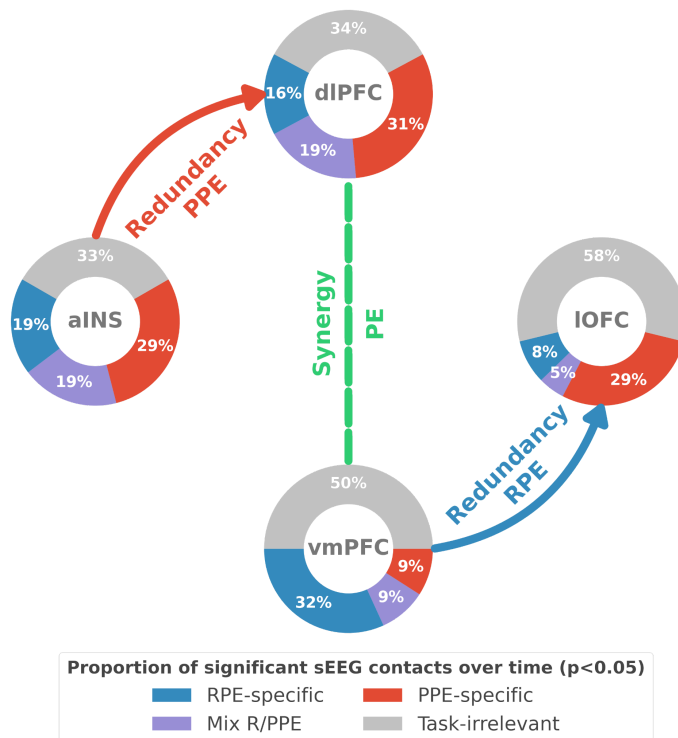 34%
16%
dlPFC
31%
19%
Redundancy
PPE
33%
19%
aINS
29%
19%
Synergy
PE
58%
lOFC
8%
5%
29%
Redundancy
RPE
50%
vmPFC
9%
9%
32%
Proportion of significant sEEG contacts over time (p<0.05)
RPE-specific
PPE-specific
Mix R/PPE
Task-irrelevant